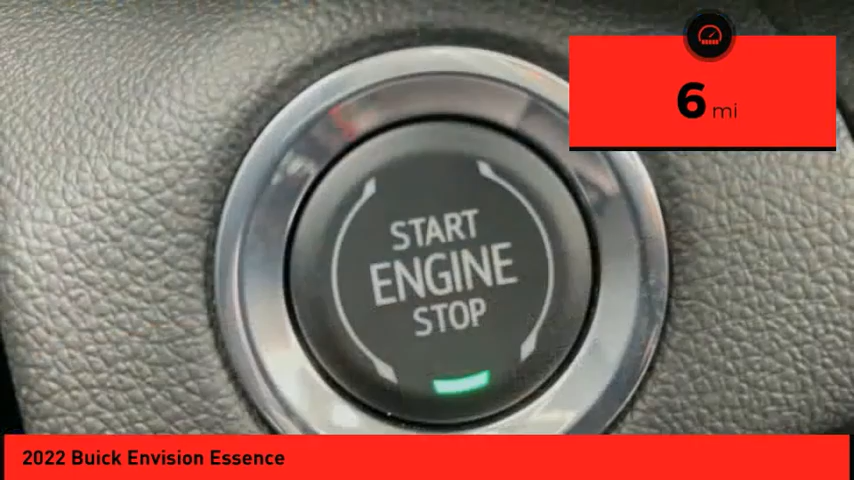 6 mi
START
ENGINE
STOP
2022 Buick Envision Essence